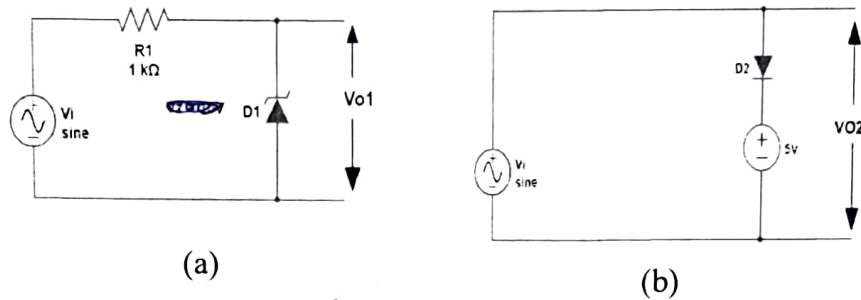 R1
1 kΩ
Vi
sine
D1
Vo1
(a)
D2
5V
Vi
sine
VO2
(b)